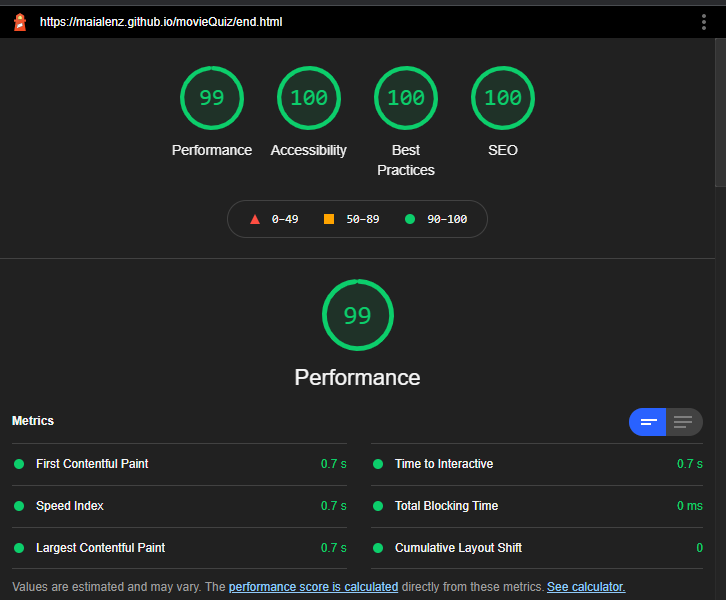 https://maialenz.github.io/movieQuiz/end.html
99 100 100 100
Performance Accessibility Best Practices SEO
0–49 50–89 90–100
99
Performance
Metrics
First Contentful Paint 0.7 s
Time to Interactive 0.7 s
Speed Index 0.7 s
Total Blocking Time 0 ms
Largest Contentful Paint 0.7 s
Cumulative Layout Shift 0
Values are estimated and may vary. The performance score is calculated directly from these metrics. See calculator.